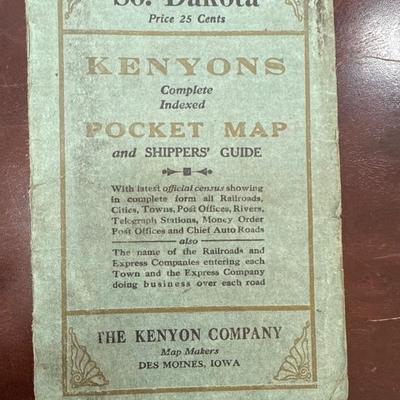 So. Dakota
Price 25 Cents
KENYONS
Complete
Indexed
POCKET MAP
and SHIPPERS' GUIDE
With latest official census showing
in complete form all Railroads,
Cities, Towns, Post Offices, Rivers,
Telegraph Stations, Money Order
Post Offices and Chief Auto Roads
also
The name of the Railroads and
Express Companies entering each
Town and the Express Company
doing business over each road
THE KENYON COMPANY
Map Makers
DES MOINES, IOWA